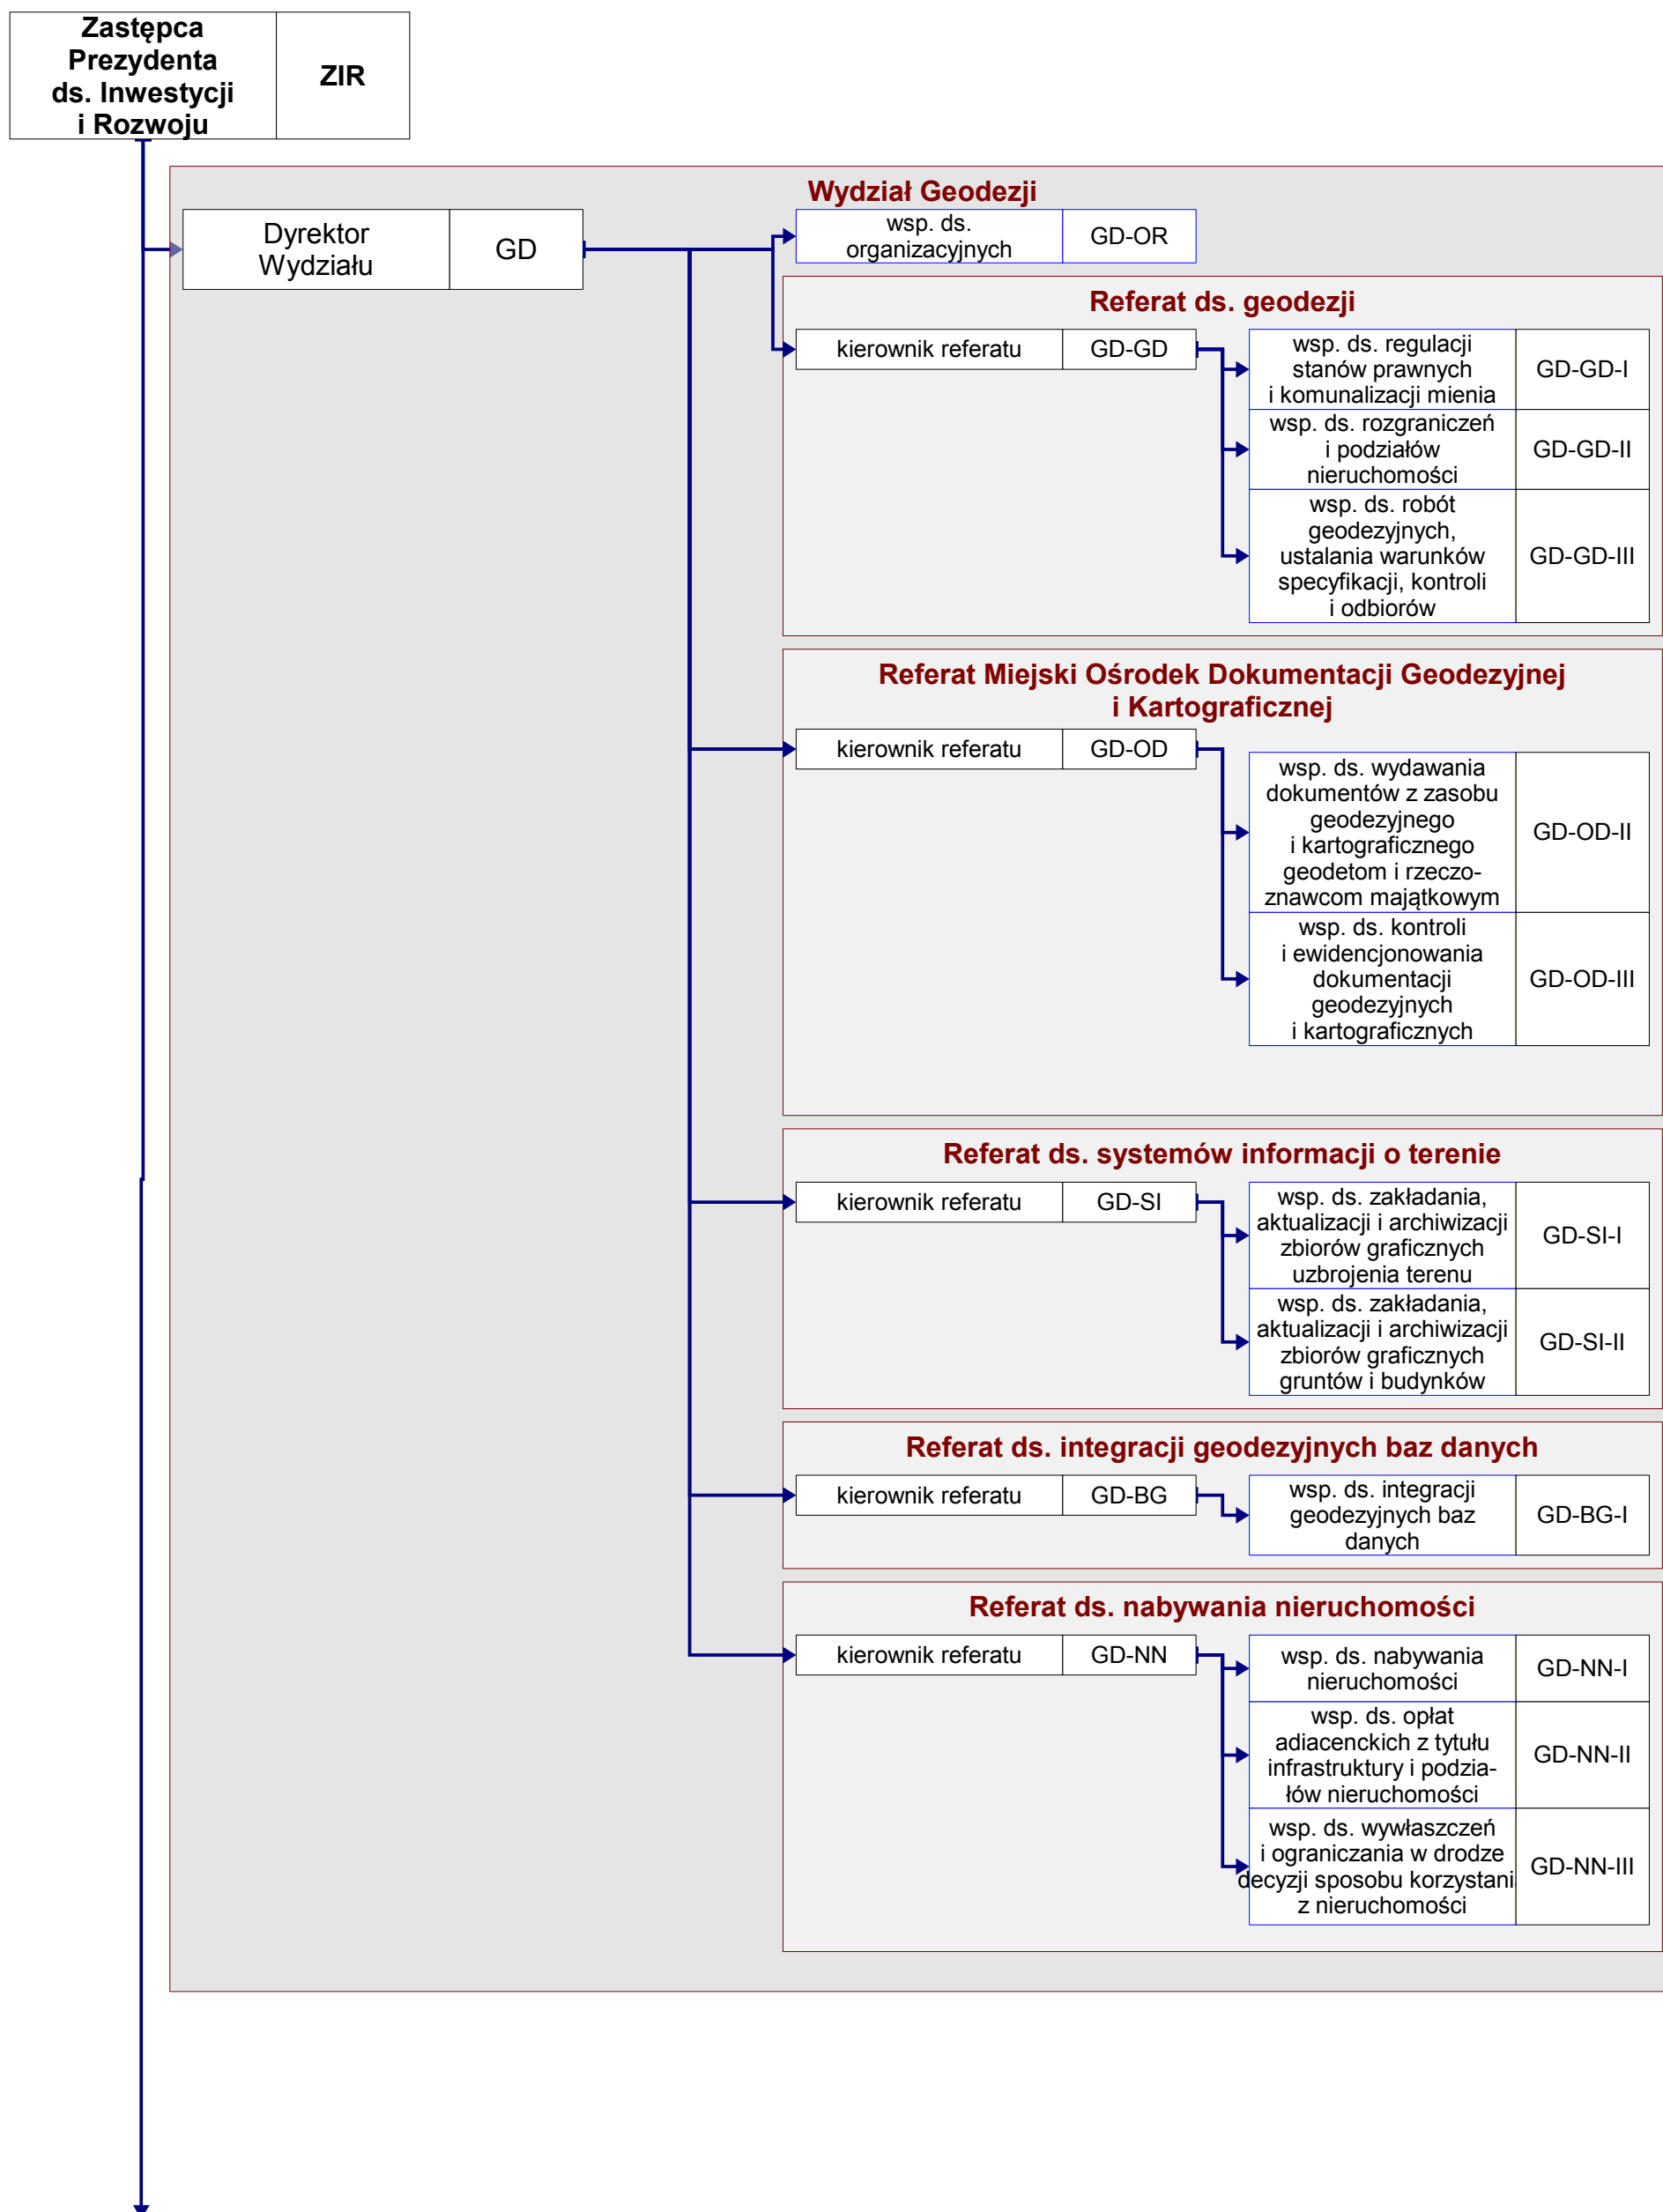 Zastępca
Prezydenta
ds. Inwestycji
i Rozwoju
ZIR
Wydział Geodezji
Dyrektor
Wydziału
GD
wsp. ds.
organizacyjnych
GD-OR
Referat ds. geodezji
kierownik referatu
GD-GD
wsp. ds. regulacji
stanów prawnych
i komunalizacji mienia
GD-GD-I
wsp. ds. rozgraniczeń
i podziałów
nieruchomości
GD-GD-II
wsp. ds. robót
geodezyjnych,
ustalania warunków
specyfikacji, kontroli
i odbiorów
GD-GD-III
Referat Miejski Ośrodek Dokumentacji Geodezyjnej
i Kartograficznej
kierownik referatu
GD-OD
wsp. ds. wydawania
dokumentów z zasobu
geodezyjnego
i kartograficznego
geodetom i rzeczo-
znawcom majątkowym
GD-OD-II
wsp. ds. kontroli
i ewidencjonowania
dokumentacji
geodezyjnych
i kartograficznych
GD-OD-III
Referat ds. systemów informacji o terenie
kierownik referatu
GD-SI
wsp. ds. zakładania,
aktualizacji i archiwizacji
zbiorów graficznych
uzbrojenia terenu
GD-SI-I
wsp. ds. zakładania,
aktualizacji i archiwizacji
zbiorów graficznych
gruntów i budynków
GD-SI-II
Referat ds. integracji geodezyjnych baz danych
kierownik referatu
GD-BG
wsp. ds. integracji
geodezyjnych baz
danych
GD-BG-I
Referat ds. nabywania nieruchomości
kierownik referatu
GD-NN
wsp. ds. nabywania
nieruchomości
GD-NN-I
wsp. ds. opłat
adiacenckich z tytułu
infrastruktury i podzia-
łów nieruchomości
GD-NN-II
wsp. ds. wywłaszczeń
i ograniczania w drodze
decyzji sposobu korzystani
z nieruchomości
GD-NN-III